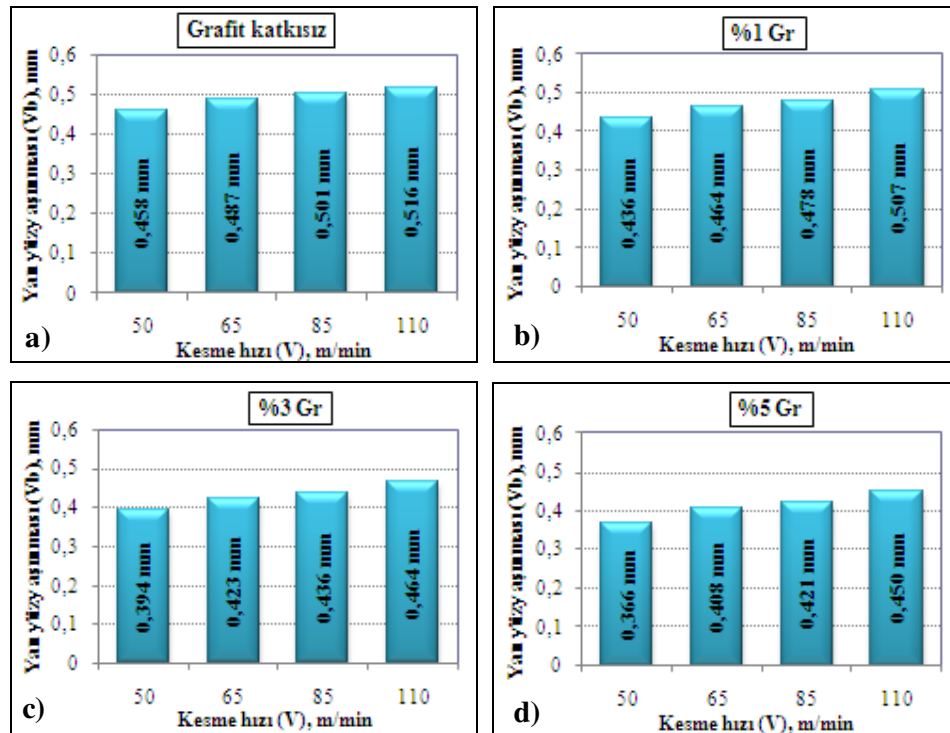 Grafit katkısız
Yan yüzy aşınması (Vb), mm
0,6
0,5
0,4
0,3
0,2
0,1
0
0,458 mm
0,487 mm
0,501 mm
0,516 mm
50 65 85 110
Kesme hızı (V), m/min
a)
%1 Gr
Yan yüzy aşınması (Vb), mm
0,6
0,5
0,4
0,3
0,2
0,1
0
0,436 mm
0,464 mm
0,478 mm
0,507 mm
50 65 85 110
Kesme hızı (V), m/min
b)
%3 Gr
Yan yüzy aşınması (Vb), mm
0,6
0,5
0,4
0,3
0,2
0,1
0
0,394 mm
0,423 mm
0,436 mm
0,464 mm
50 65 85 110
Kesme hızı (V), m/min
c)
%5 Gr
Yan yüzy aşınması (Vb), mm
0,6
0,5
0,4
0,3
0,2
0,1
0
0,366 mm
0,408 mm
0,421 mm
0,450 mm
50 65 85 110
Kesme hızı (V), m/min
d)